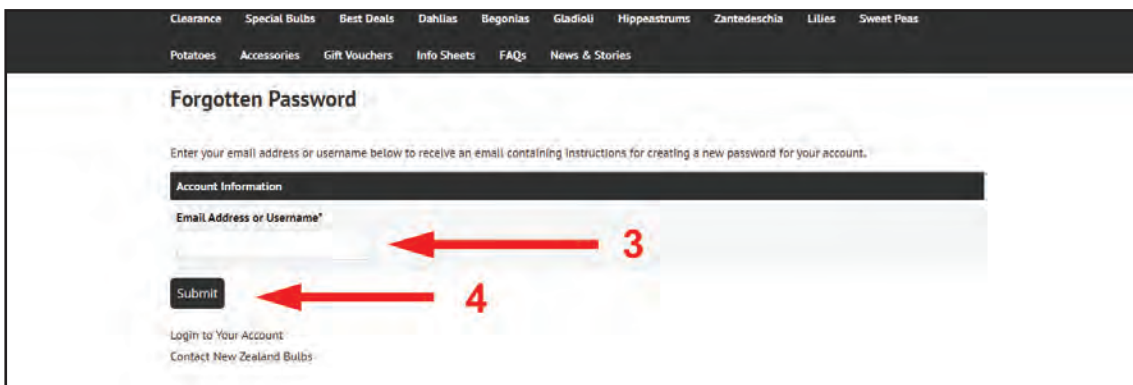 Clearance Special Bulbs Best Deals Dahlias Begonias Gladioli Hippeastrums Zantedeschia Lilies Sweet Peas
Potatoes Accessories Gift Vouchers Info Sheets FAQs News & Stories
Forgotten Password
Enter your email address or username below to receive an email containing instructions for creating a new password for your account.
Account Information
Email Address or Username*
3
Submit
4
Login to Your Account
Contact New Zealand Bulbs